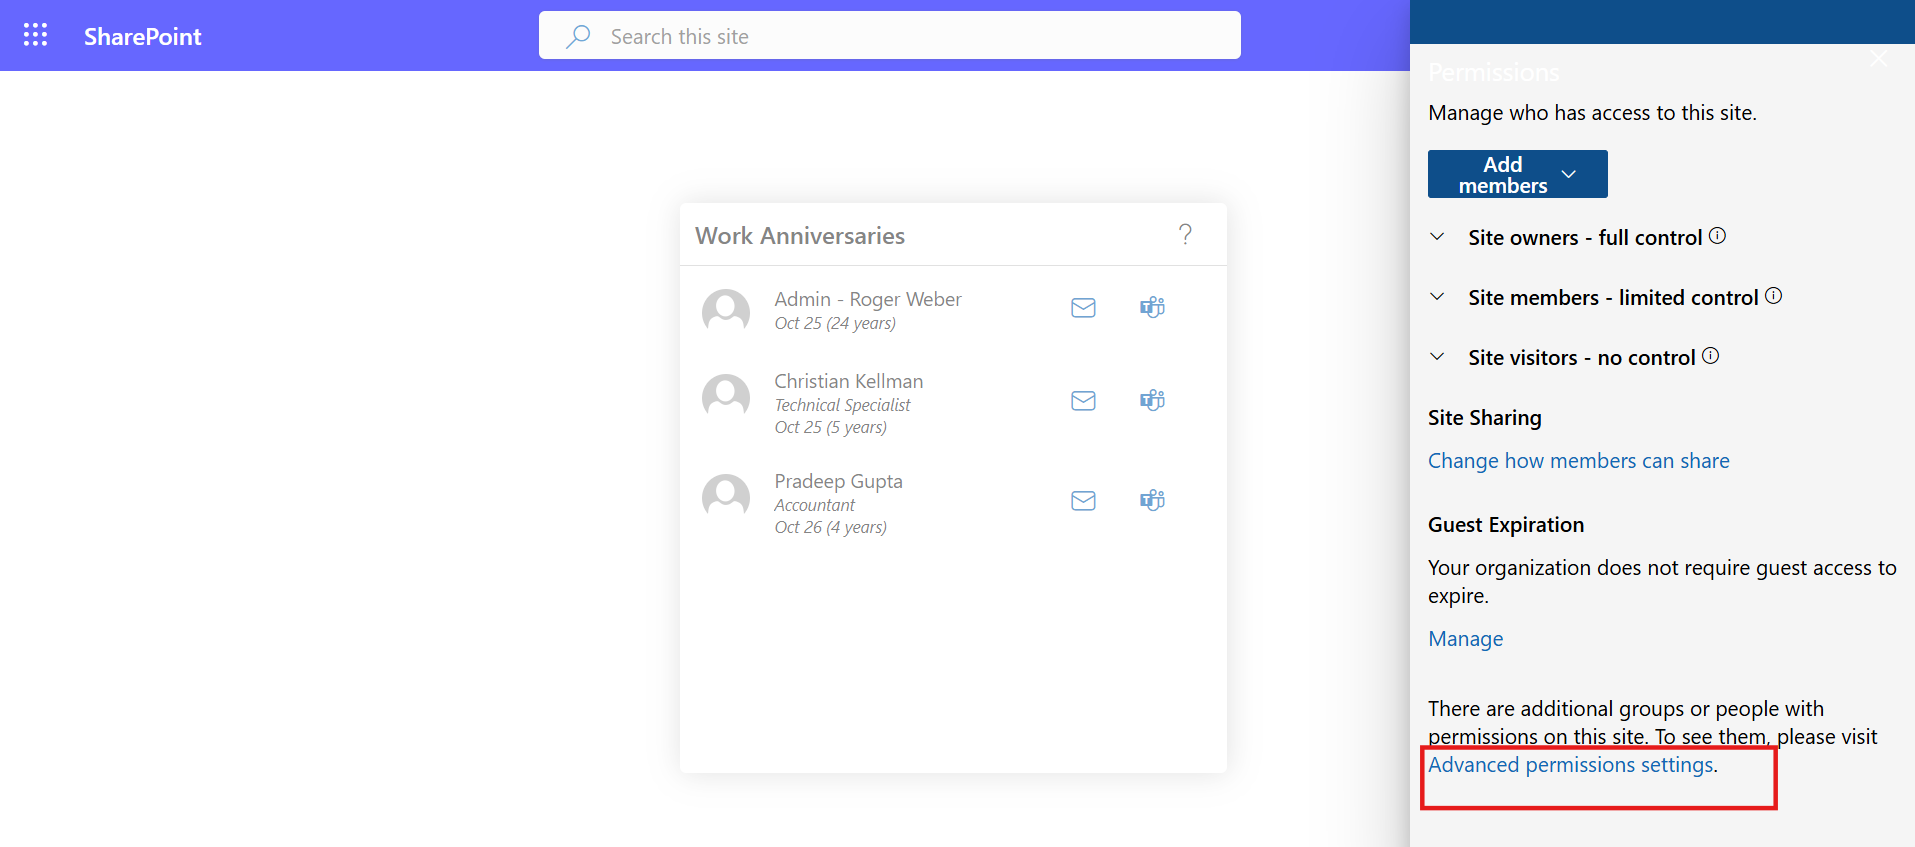 SharePoint
Search this site
Permissions
Manage who has access to this site.
Add
members
Site owners - full control
Site members - limited control
Site visitors - no control
Site Sharing
Change how members can share
Guest Expiration
Your organization does not require guest access to
expire.
Manage
There are additional groups or people with
permissions on this site. To see them, please visit
Advanced permissions settings.
Work Anniversaries
?
Admin - Roger Weber
Oct 25 (24 years)
Christian Kellman
Technical Specialist
Oct 25 (5 years)
Pradeep Gupta
Accountant
Oct 26 (4 years)